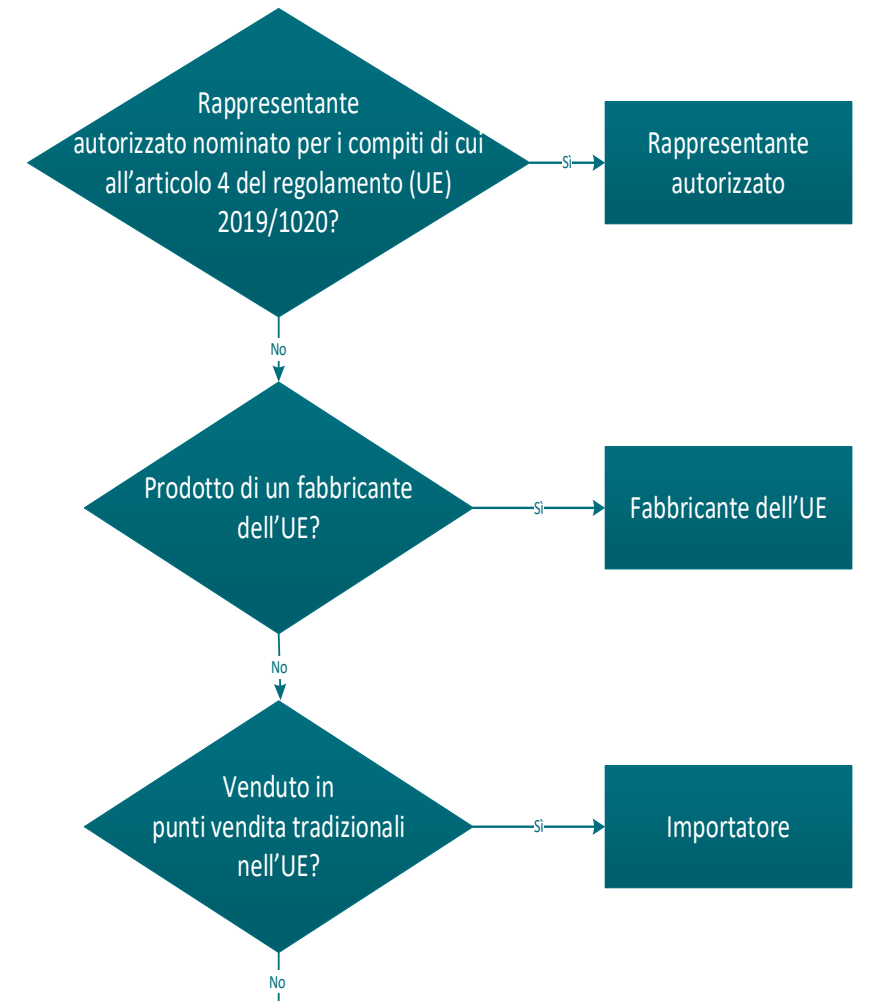 Rappresentante
autorizzato nominato per i compiti di cui
all’articolo 4 del regolamento (UE)
2019/1020?
Sì
Rappresentante
autorizzato
No
Prodotto di un fabbricante
dell’UE?
Sì
Fabbricante dell’UE
No
Venduto in
punti vendita tradizionali
nell’UE?
Sì
Importatore
No